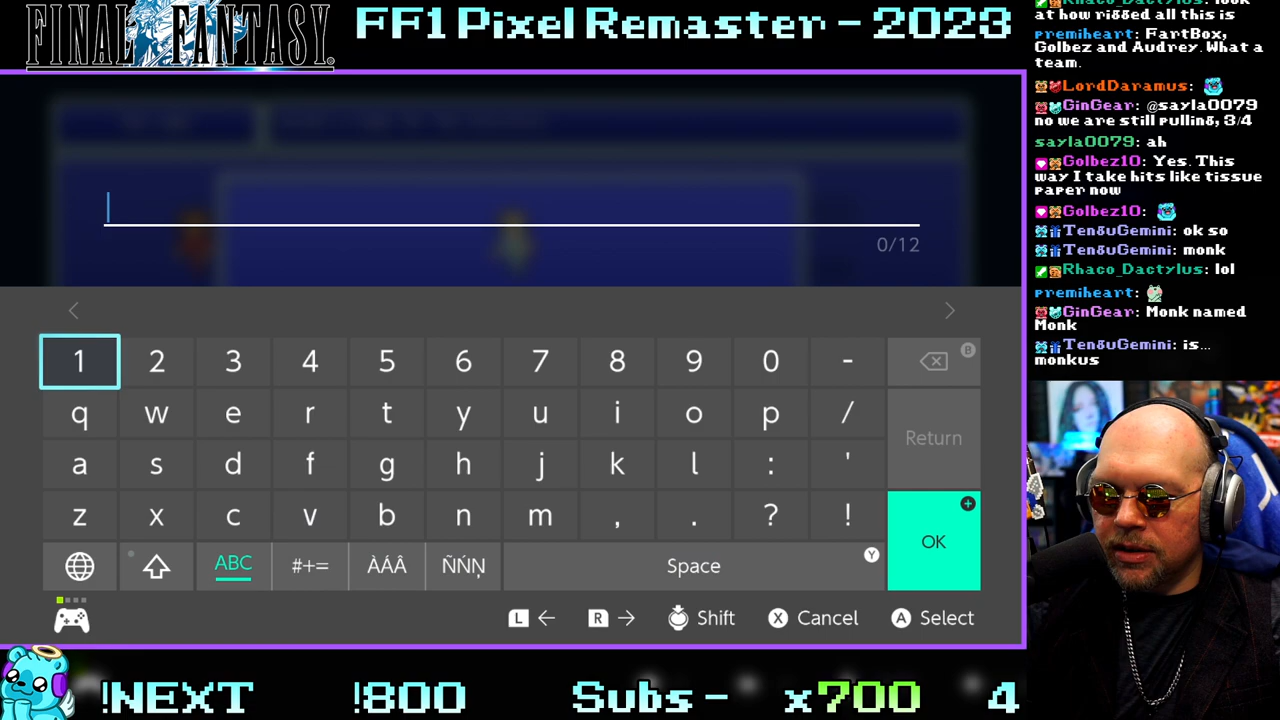 FINAL FANTASY
FF1 Pixel Remaster - 2023
0/12
1 2 3 4 5 6 7 8 9 0 -
q w e r t y u i o p /
a s d f g h j k l : '
z x c v b n m , . ? !
Return
OK
ABC #+= ÀÁÂ ÑŃŅ Space
L ← R → Shift X Cancel A Select
B
+
Y
!NEXT !800 Subs - x700 4
at how rigged all this is
premiheart: FartBox,
Golbez and Audrey. What a
team.
LordDaramus:
GinGear: @sayla0079
no we are still pulling, 3/4
sayla0079: ah
Golbez10: Yes. This
way I take hits like tissue
paper now
Golbez10:
TenguGemini: ok so
TenguGemini: monk
Rhaco_Dactylus: lol
premiheart:
GinGear: Monk named
Monk
TenguGemini: is...
monkus